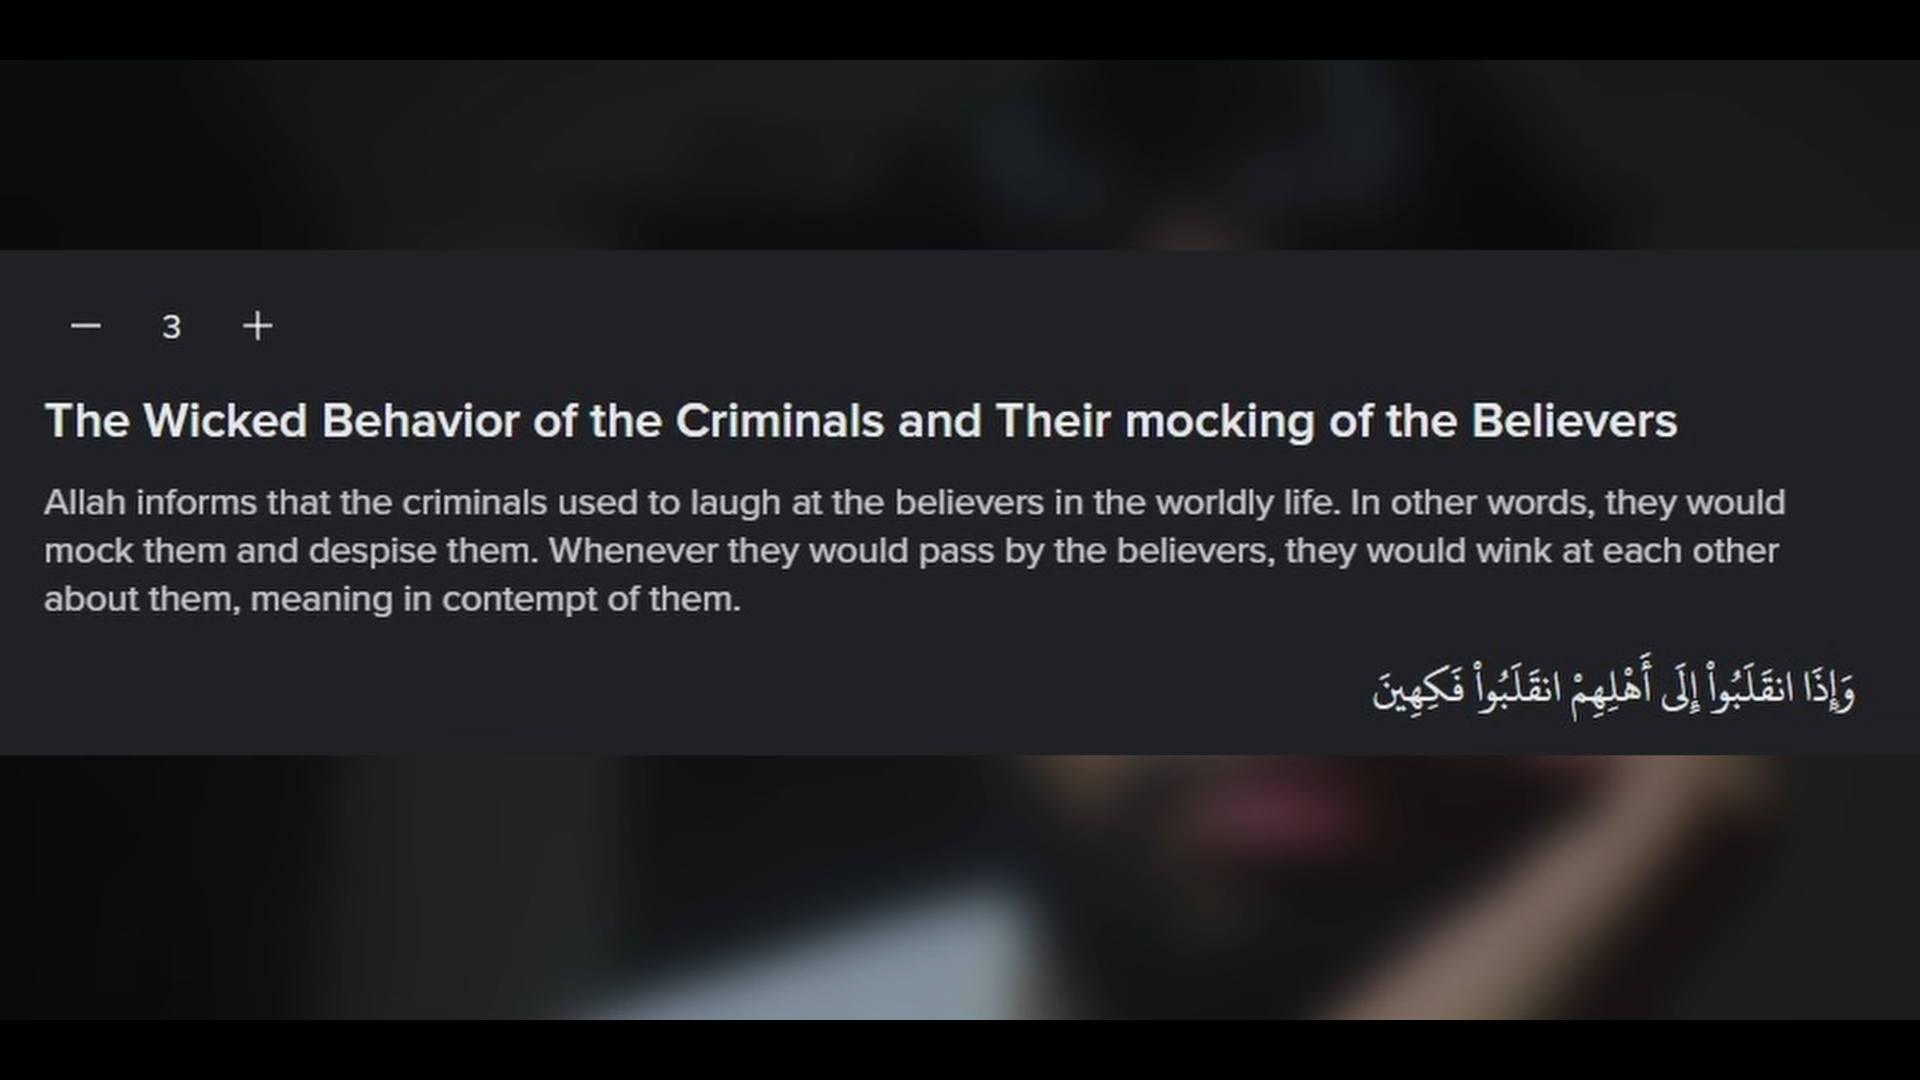 − 3 +
The Wicked Behavior of the Criminals and Their mocking of the Believers
Allah informs that the criminals used to laugh at the believers in the worldly life. In other words, they would
mock them and despise them. Whenever they would pass by the believers, they would wink at each other
about them, meaning in contempt of them.
وَإِذَا انقَلَبُواْ إِلَى أَهْلِهِمْ انقَلَبُواْ فَكِهِينَ